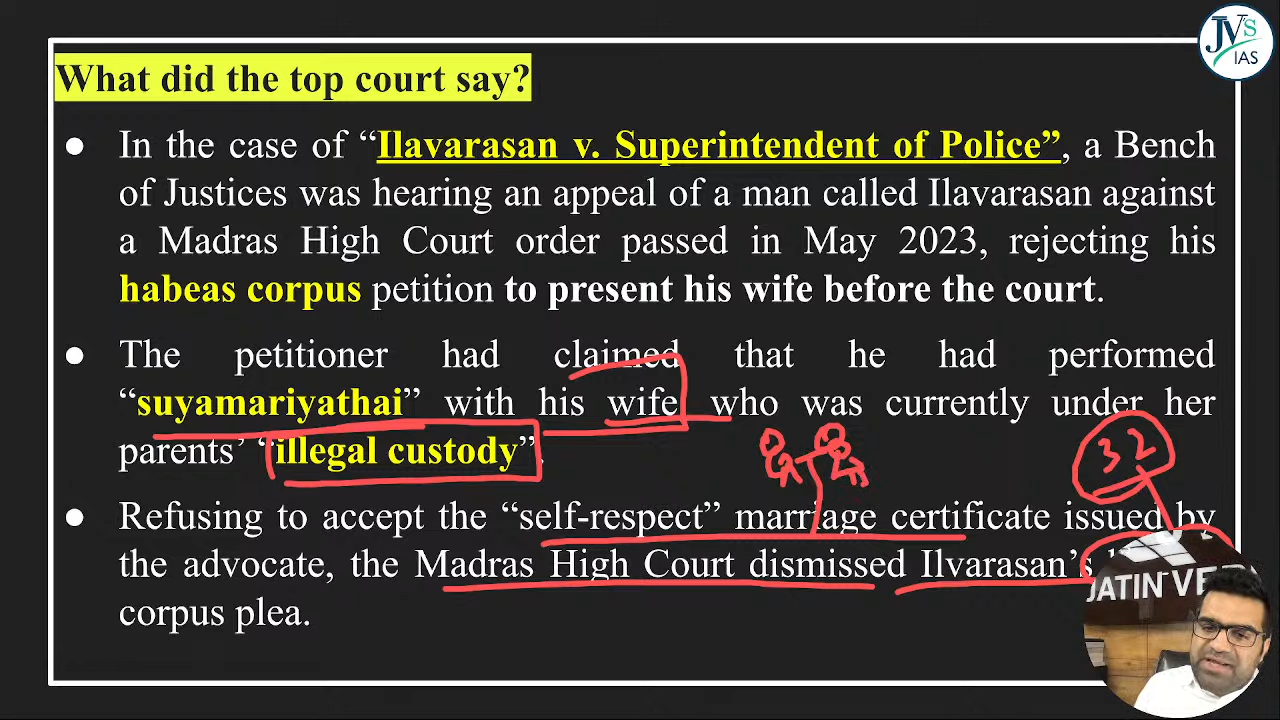 JV's
IAS
What did the top court say?
● In the case of “Ilavarasan v. Superintendent of Police”, a Bench
of Justices was hearing an appeal of a man called Ilavarasan against
a Madras High Court order passed in May 2023, rejecting his
habeas corpus petition to present his wife before the court.
● The petitioner had claimed that he had performed
“suyamariyathai” with his wife who was currently under her
parents’ “illegal custody”.
32
● Refusing to accept the “self-respect” marriage certificate issued by
the advocate, the Madras High Court dismissed Ilvarasan’s
corpus plea.
JATIN VE